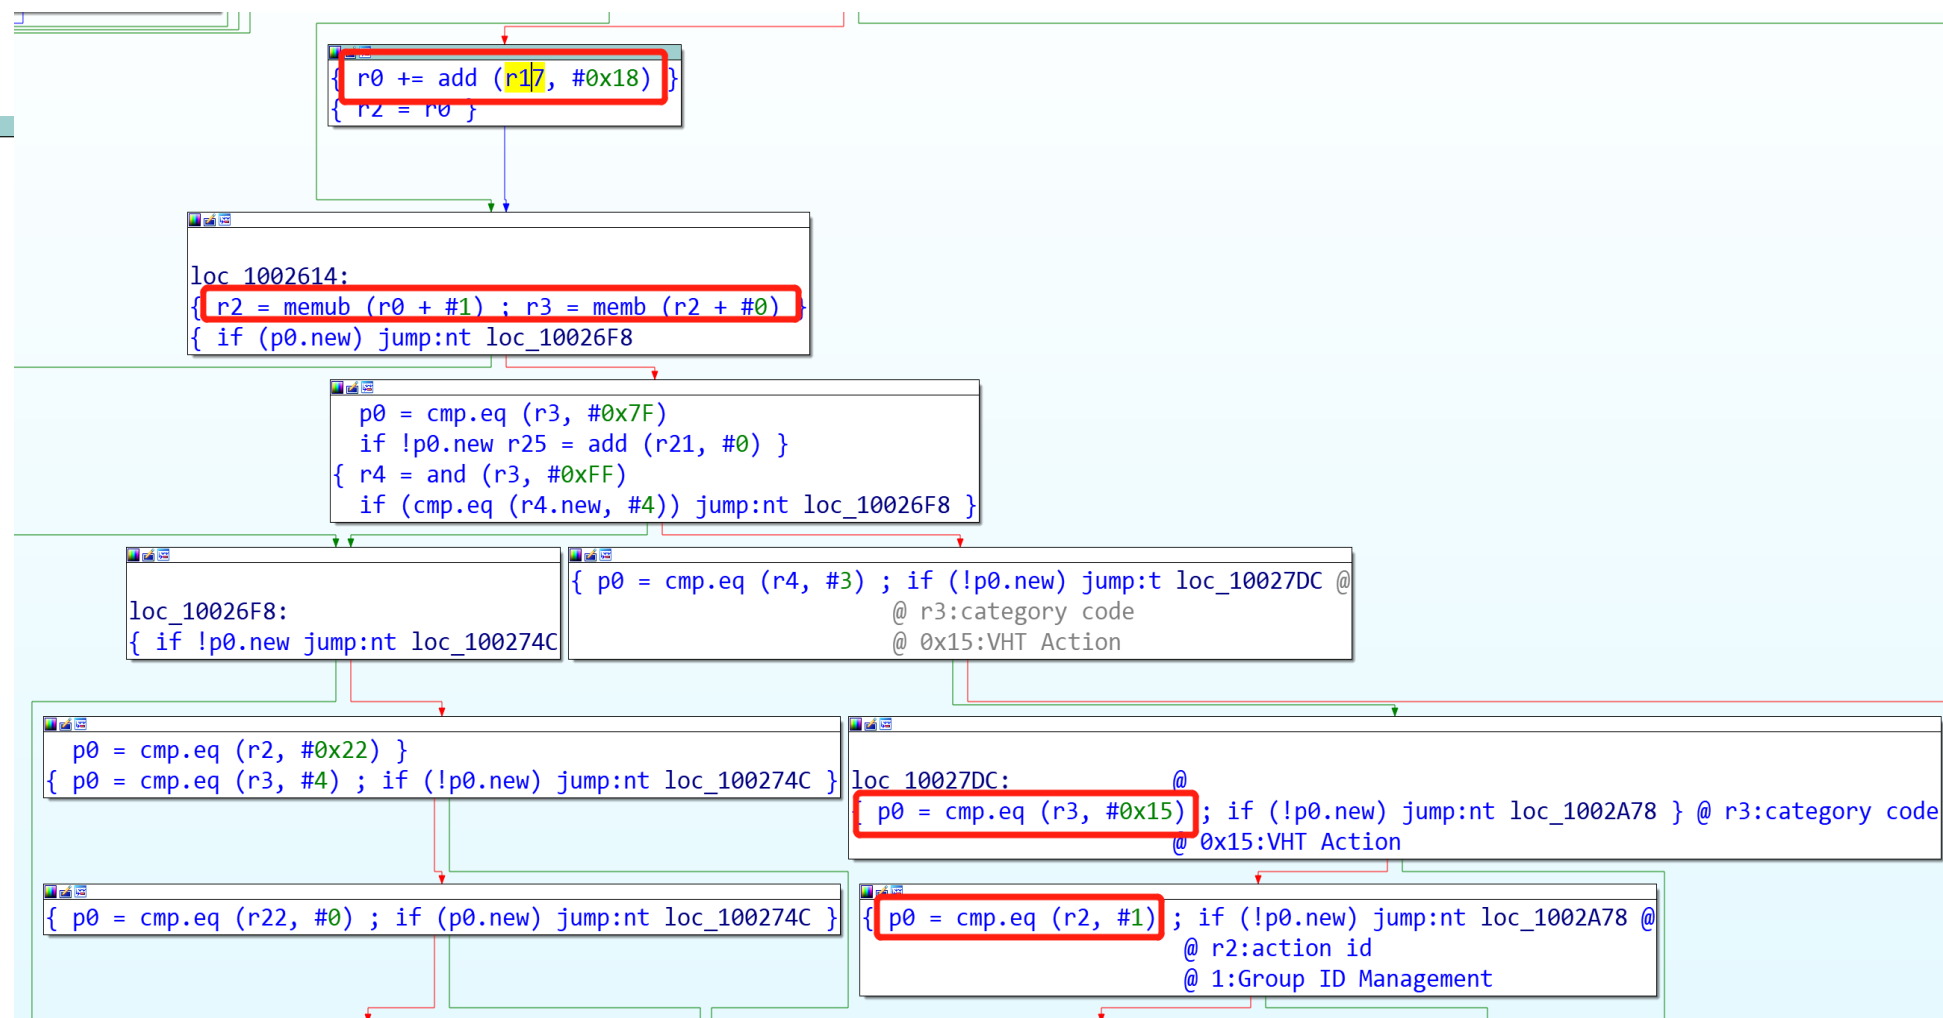 { r0 += add (r17, #0x18) }
{ r2 = r0 }
loc_1002614:
{ r2 = memub (r0 + #1) ; r3 = memb (r2 + #0) }
{ if (p0.new) jump:nt loc_10026F8
p0 = cmp.eq (r3, #0x7F)
if !p0.new r25 = add (r21, #0) }
{ r4 = and (r3, #0xFF)
if (cmp.eq (r4.new, #4)) jump:nt loc_10026F8 }
loc_10026F8:
{ if !p0.new jump:nt loc_100274C
{ p0 = cmp.eq (r4, #3) ; if (!p0.new) jump:t loc_10027DC @
@ r3:category code
@ 0x15:VHT Action
p0 = cmp.eq (r2, #0x22) }
{ p0 = cmp.eq (r3, #4) ; if (!p0.new) jump:nt loc_100274C }
loc_10027DC: @
{ p0 = cmp.eq (r3, #0x15) ; if (!p0.new) jump:nt loc_1002A78 } @ r3:category code
@ 0x15:VHT Action
{ p0 = cmp.eq (r22, #0) ; if (p0.new) jump:nt loc_100274C }
{ p0 = cmp.eq (r2, #1) ; if (!p0.new) jump:nt loc_1002A78 @
@ r2:action id
@ 1:Group ID Management